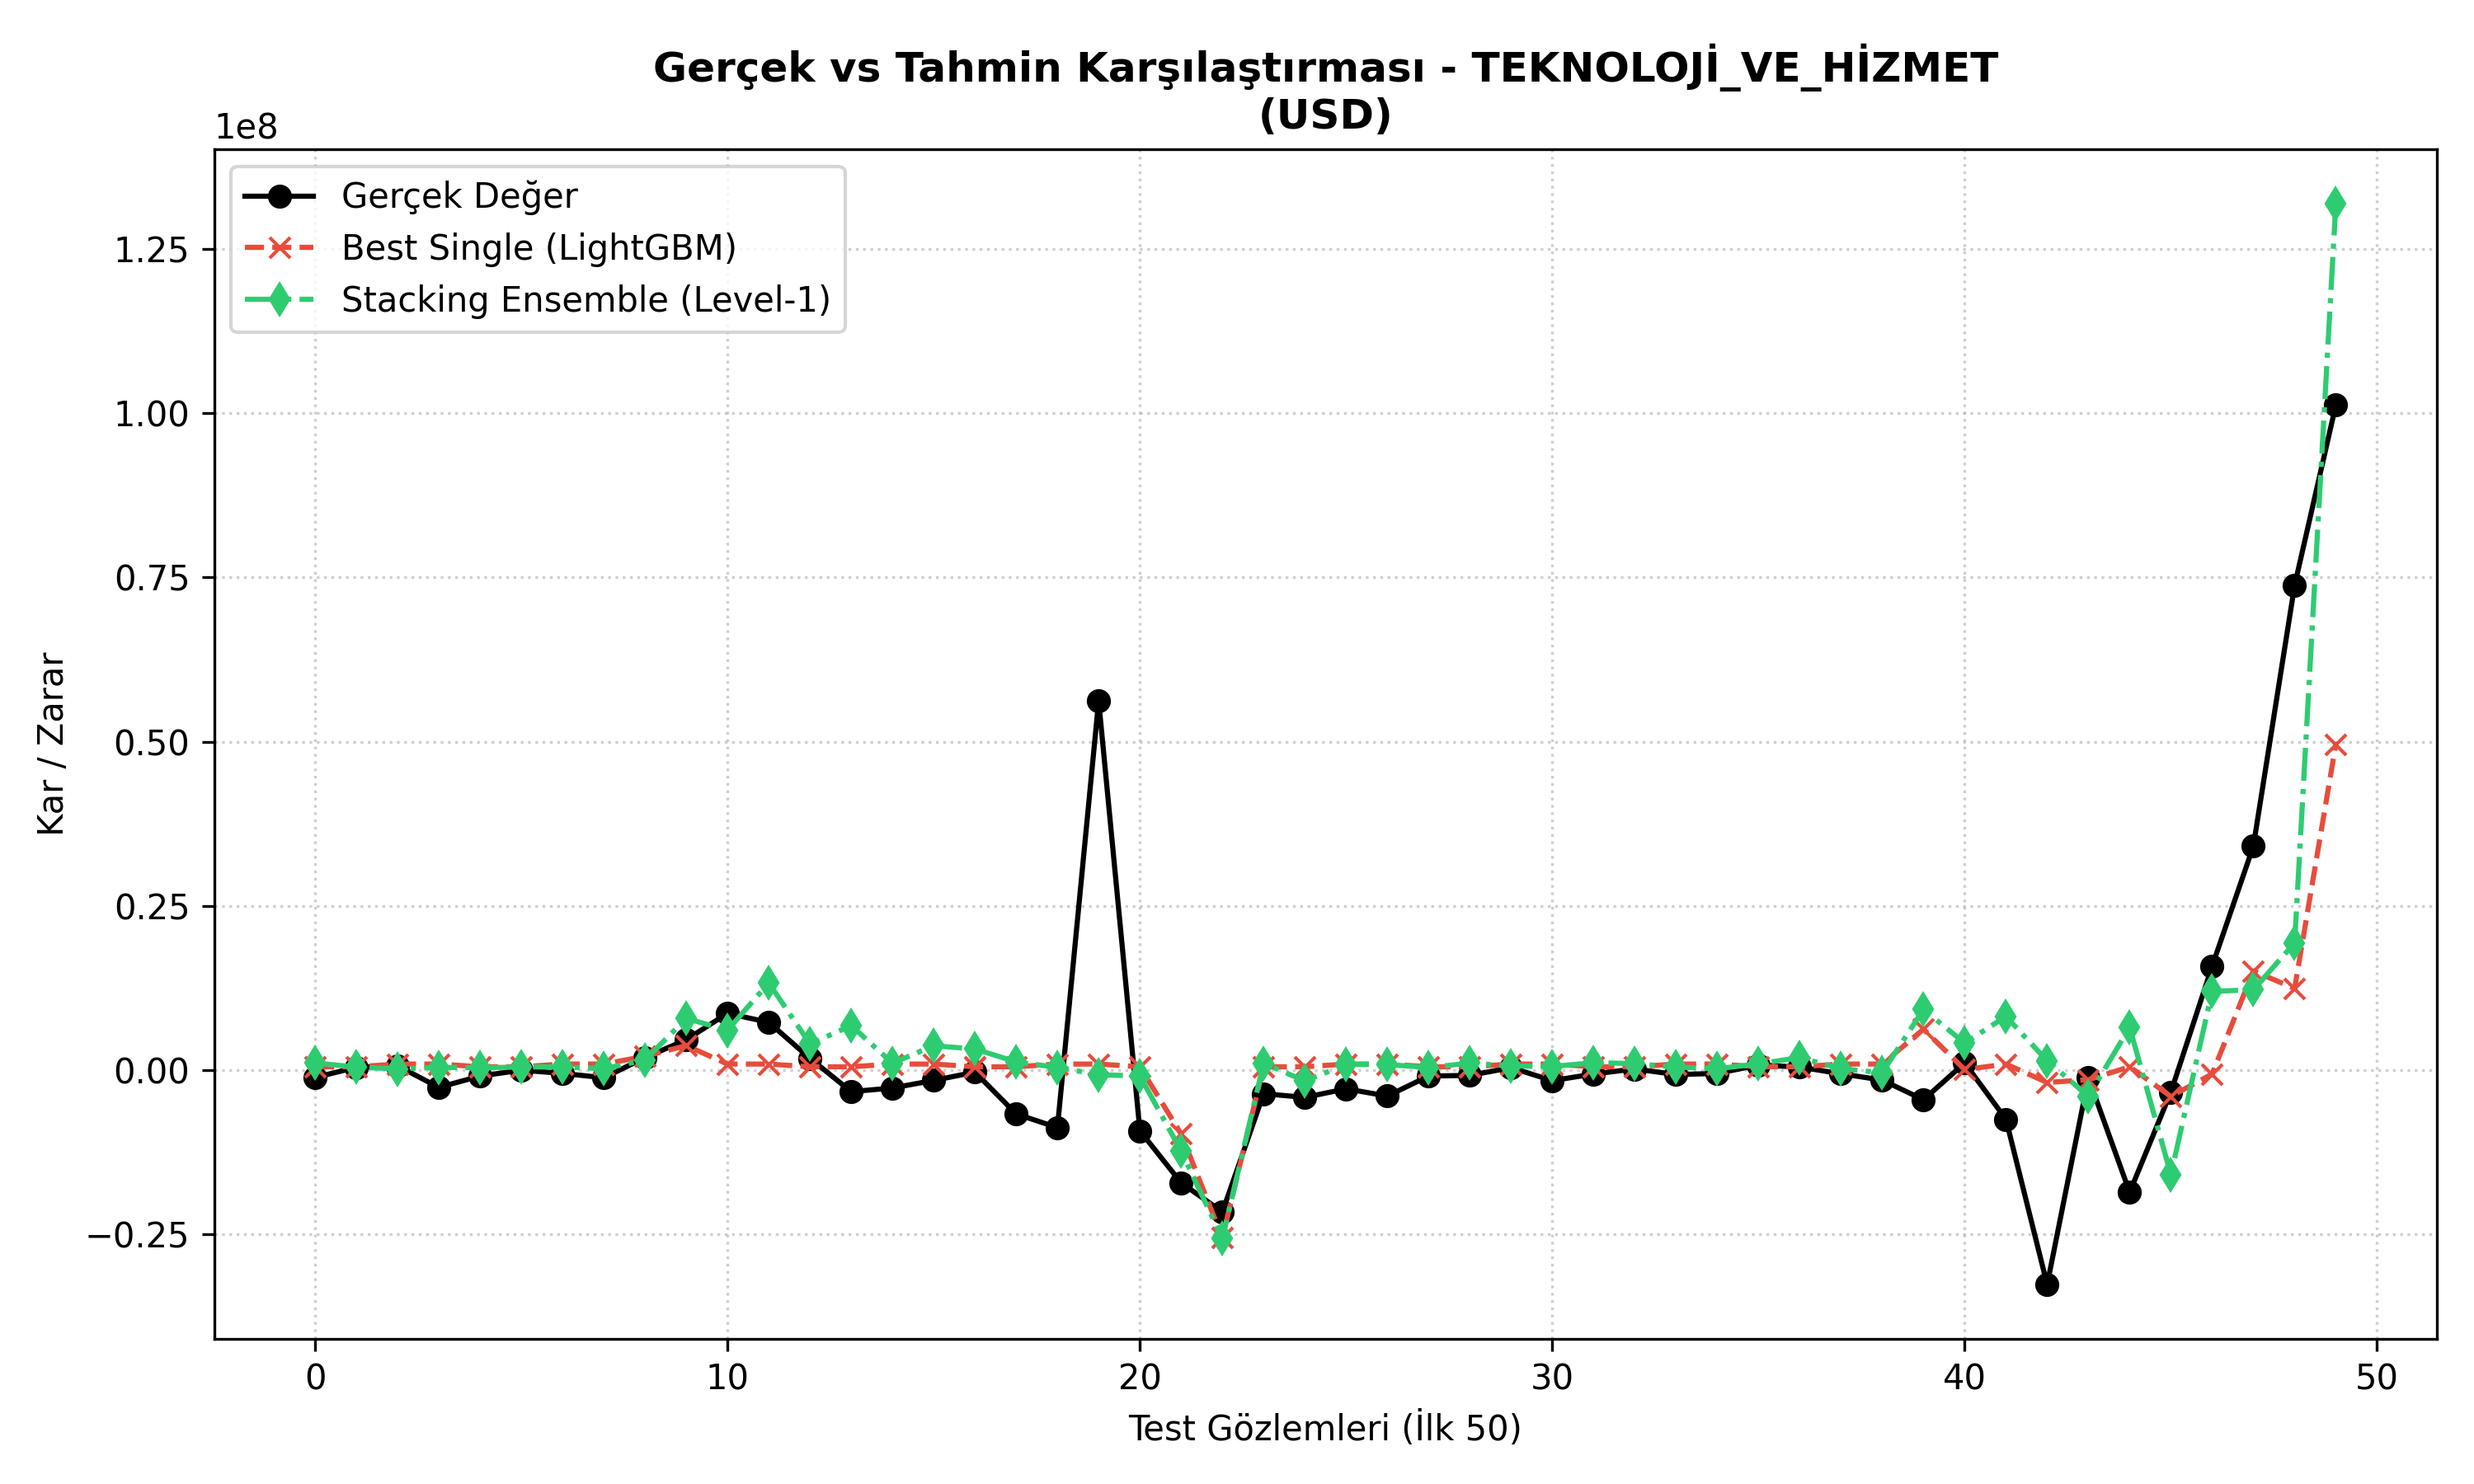 Gerçek vs Tahmin Karşılaştırması - TEKNOLOJİ_VE_HİZMET
(USD)
1e8
Gerçek Değer
Best Single (LightGBM)
Stacking Ensemble (Level-1)
1.25
1.00
0.75
0.50
0.25
0.00
−0.25
Kar / Zarar
0 10 20 30 40 50
Test Gözlemleri (İlk 50)